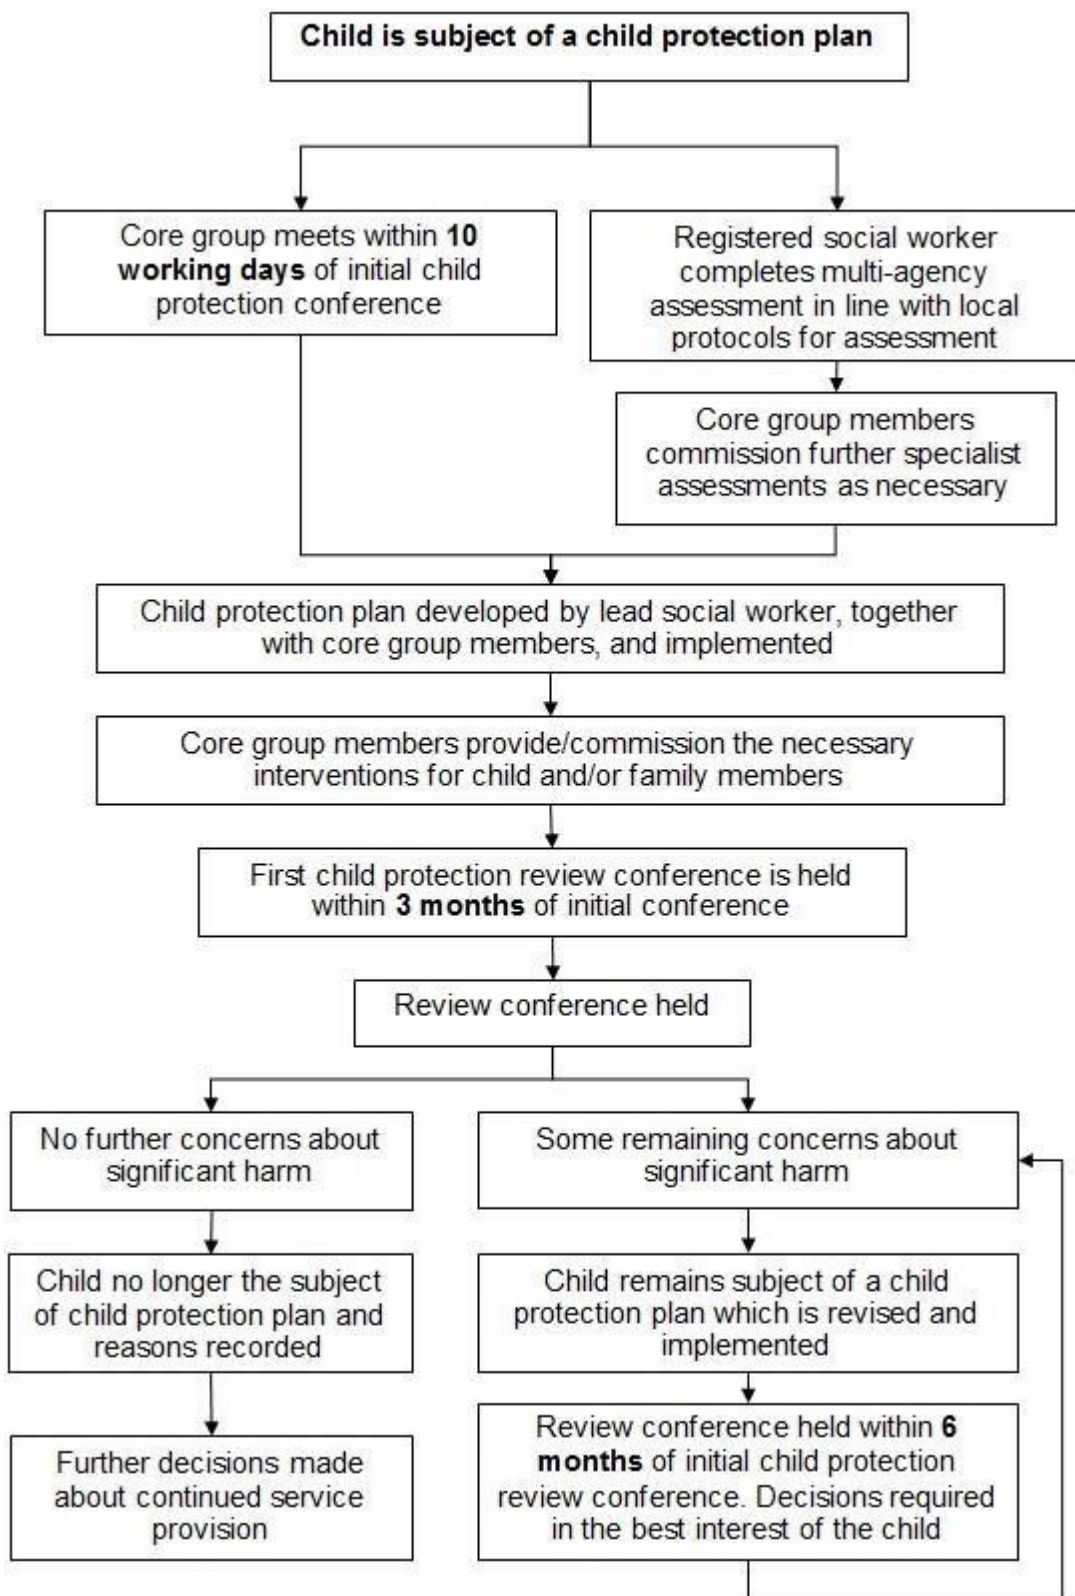 Child is subject of a child protection plan
Core group meets within 10
working days of initial child
protection conference
Registered social worker
completes multi-agency
assessment in line with local
protocols for assessment
Core group members
commission further specialist
assessments as necessary
Child protection plan developed by lead social worker, together
with core group members, and implemented
Core group members provide/commission the necessary
interventions for child and/or family members
First child protection review conference is held
within 3 months of initial conference
Review conference held
No further concerns about
significant harm
Some remaining concerns about
significant harm
Child no longer the subject
of child protection plan and
reasons recorded
Child remains subject of a child
protection plan which is revised and
implemented
Further decisions made
about continued service
provision
Review conference held within 6
months of initial child protection
review conference. Decisions required
in the best interest of the child